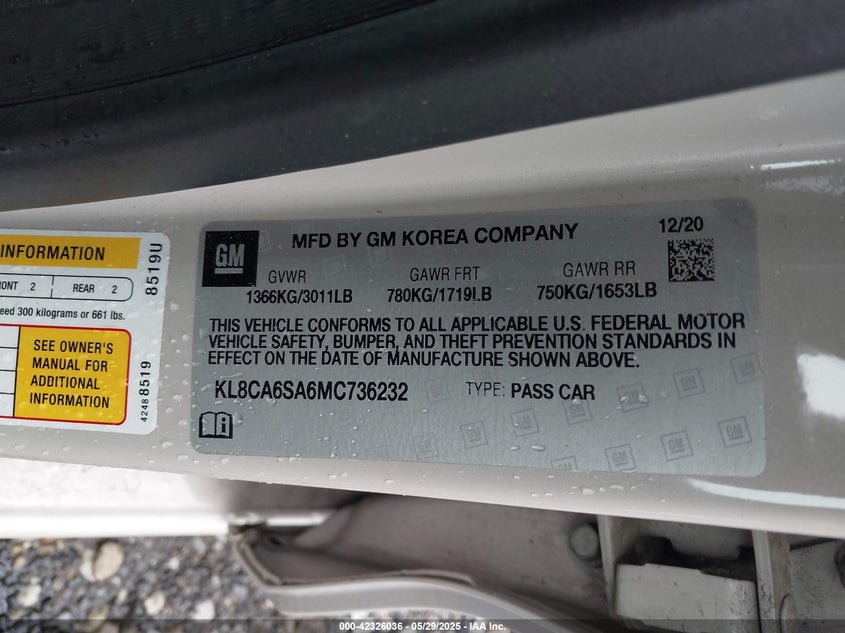 INFORMATION
FRONT 2 REAR 2
exceed 300 kilograms or 661 lbs.
SEE OWNER'S
MANUAL FOR
ADDITIONAL
INFORMATION
8519U
42488519
GM
MFD BY GM KOREA COMPANY
12/20
GVWR GAWR FRT GAWR RR
1366KG/3011LB 780KG/1719LB 750KG/1653LB
THIS VEHICLE CONFORMS TO ALL APPLICABLE U.S. FEDERAL MOTOR
VEHICLE SAFETY, BUMPER, AND THEFT PREVENTION STANDARDS IN
EFFECT ON THE DATE OF MANUFACTURE SHOWN ABOVE.
KL8CA6SA6MC736232 TYPE: PASS CAR
000-42326036 - 05/29/2025 - IAA Inc.